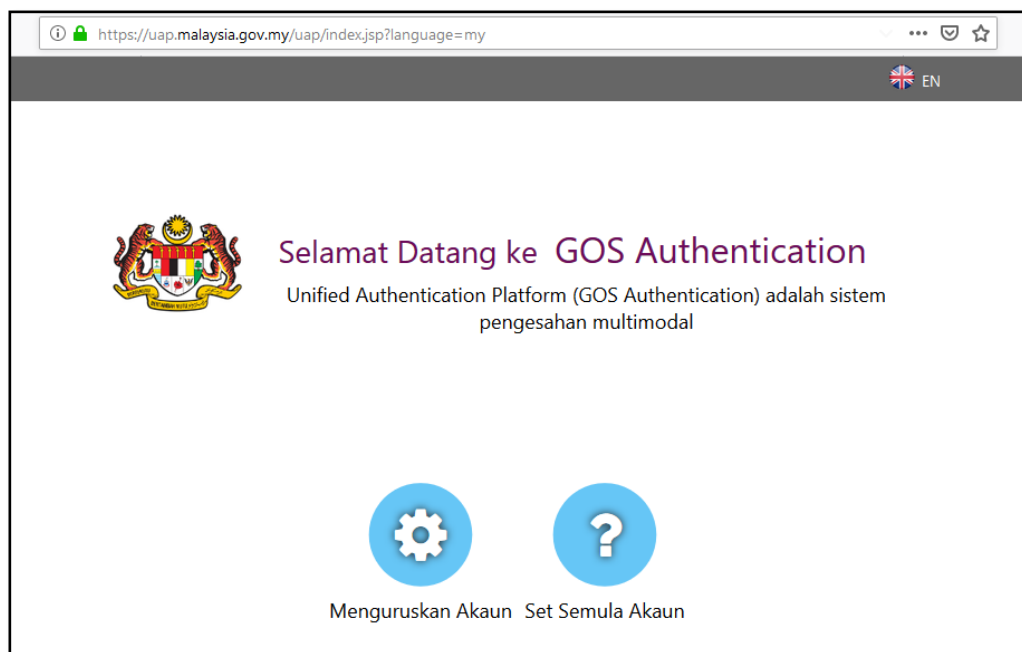 https://uap.malaysia.gov.my/uap/index.jsp?language=my
EN
Selamat Datang ke GOS Authentication
Unified Authentication Platform (GOS Authentication) adalah sistem
pengesahan multimodal
Menguruskan Akaun Set Semula Akaun